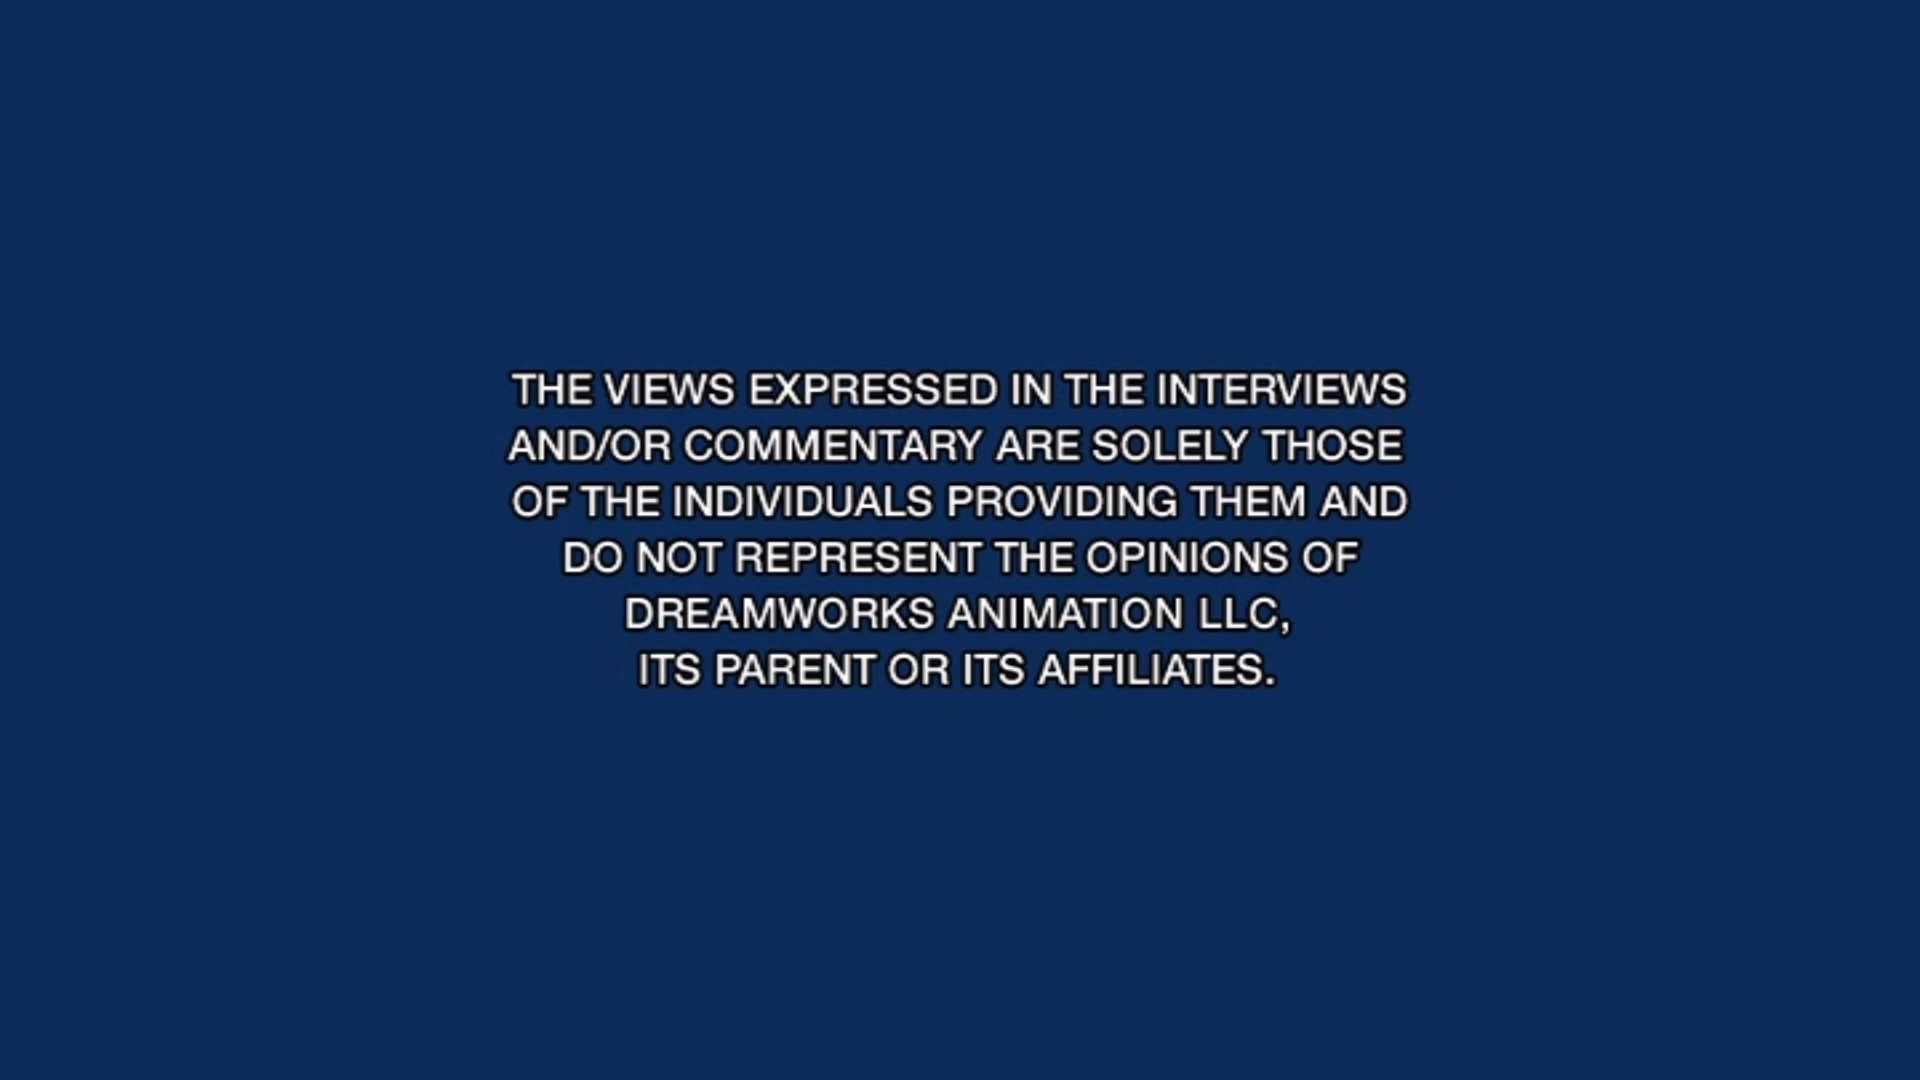 THE VIEWS EXPRESSED IN THE INTERVIEWS
AND/OR COMMENTARY ARE SOLELY THOSE
OF THE INDIVIDUALS PROVIDING THEM AND
DO NOT REPRESENT THE OPINIONS OF
DREAMWORKS ANIMATION LLC,
ITS PARENT OR ITS AFFILIATES.